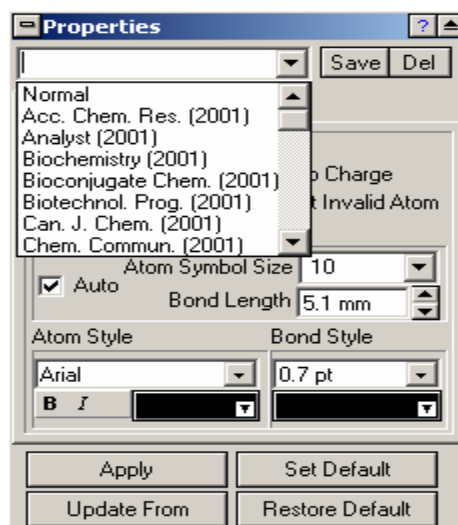 Properties ?
Save Del
Normal
Acc. Chem. Res. (2001)
Analyst (2001)
Biochemistry (2001)
Bioconjugate Chem. (2001)
Biotechnol. Prog. (2001) Charge
Can. J. Chem. (2001) Invalid Atom
Chem. Commun. (2001)
Auto Atom Symbol Size 10
Bond Length 5.1 mm
Atom Style Bond Style
Arial 0.7 pt
B I
Apply Set Default
Update From Restore Default